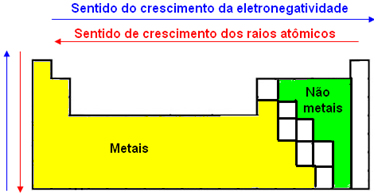 Sentido do crescimento da eletronegatividade
Sentido de crescimento dos raios atômicos
Não
metais
Metais